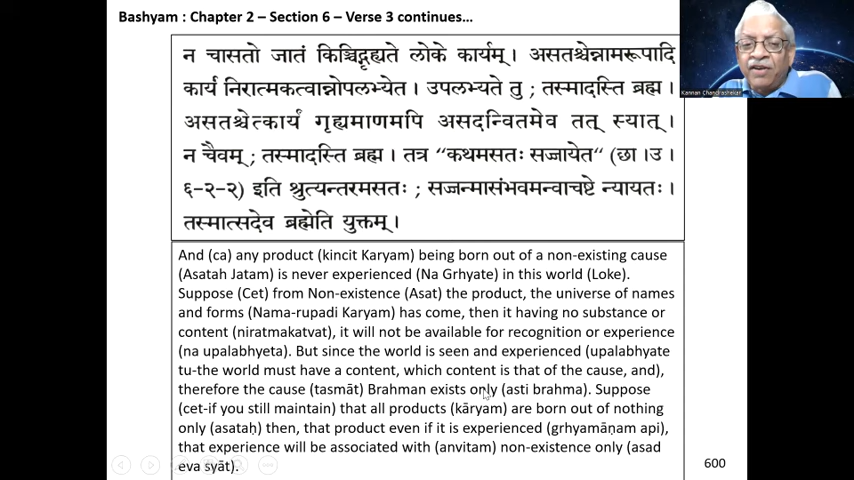 Bashyam : Chapter 2 – Section 6 – Verse 3 continues…
न चासतो जातं किञ्चिद्गृह्यते लोके कार्यम्। असतश्चेन्नामरूपादि
कार्यं निरात्मकत्वान्नोपलभ्येत। उपलभ्यते तु ; तस्मादस्ति ब्रह्म।
असतश्चेत्कार्यं गृह्यमाणमपि असदन्वितमेव तत् स्यात्।
न चैवम् ; तस्मादस्ति ब्रह्म। तत्र “कथमसतः सज्जायेत“ (छा ।उ ।
६-२-२) इति श्रुत्यन्तरमसतः ; सज्जन्मासंभवमन्वाचष्टे न्यायतः।
तस्मात्सदेव ब्रह्मेति युक्तम्।
And (ca) any product (kincit Karyam) being born out of a non-existing cause
(Asatah Jatam) is never experienced (Na Grhyate) in this world (Loke).
Suppose (Cet) from Non-existence (Asat) the product, the universe of names
and forms (Nama-rupadi Karyam) has come, then it having no substance or
content (niratmakatvat), it will not be available for recognition or experience
(na upalabhyeta). But since the world is seen and experienced (upalabhyate
tu-the world must have a content, which content is that of the cause, and),
therefore the cause (tasmāt) Brahman exists only (asti brahma). Suppose
(cet-if you still maintain) that all products (kāryam) are born out of nothing
only (asataḥ) then, that product even if it is experienced (grhyamāṇam api),
that experience will be associated with (anvitam) non-existence only (asad
eva syāt).
600
Kannan Chandrashekar